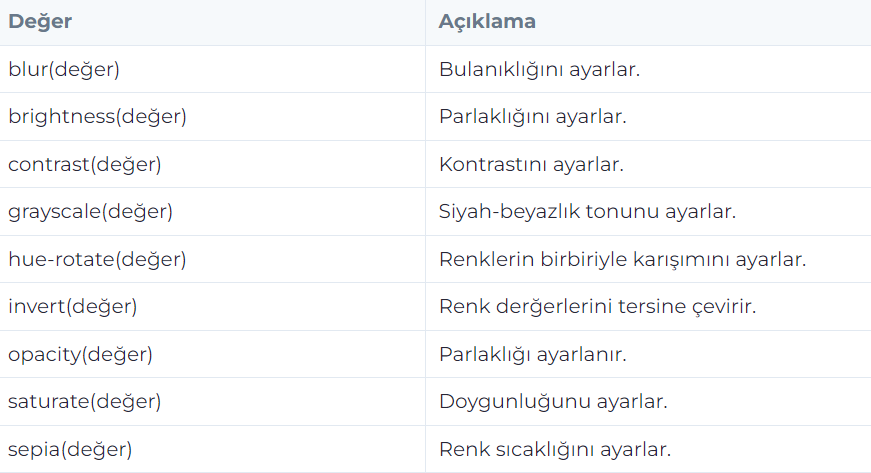 Değer Açıklama
blur(değer) Bulanıklığını ayarlar.
brightness(değer) Parlaklığını ayarlar.
contrast(değer) Kontrastını ayarlar.
grayscale(değer) Siyah-beyazlık tonunu ayarlar.
hue-rotate(değer) Renklerin birbiriyle karışımını ayarlar.
invert(değer) Renk derğerlerini tersine çevirir.
opacity(değer) Parlaklığı ayarlanır.
saturate(değer) Doygunluğunu ayarlar.
sepia(değer) Renk sıcaklığını ayarlar.